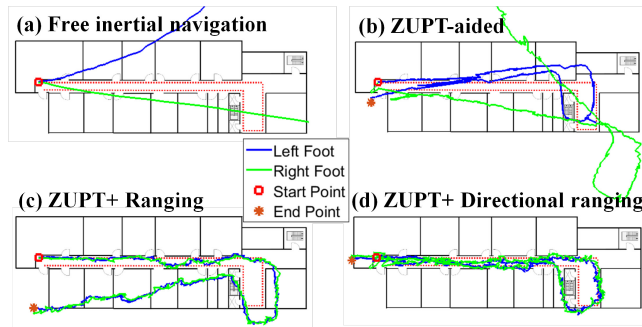 (a) Free inertial navigation
(b) ZUPT-aided
Left Foot
Right Foot
Start Point
End Point
(c) ZUPT+ Ranging
(d) ZUPT+ Directional ranging